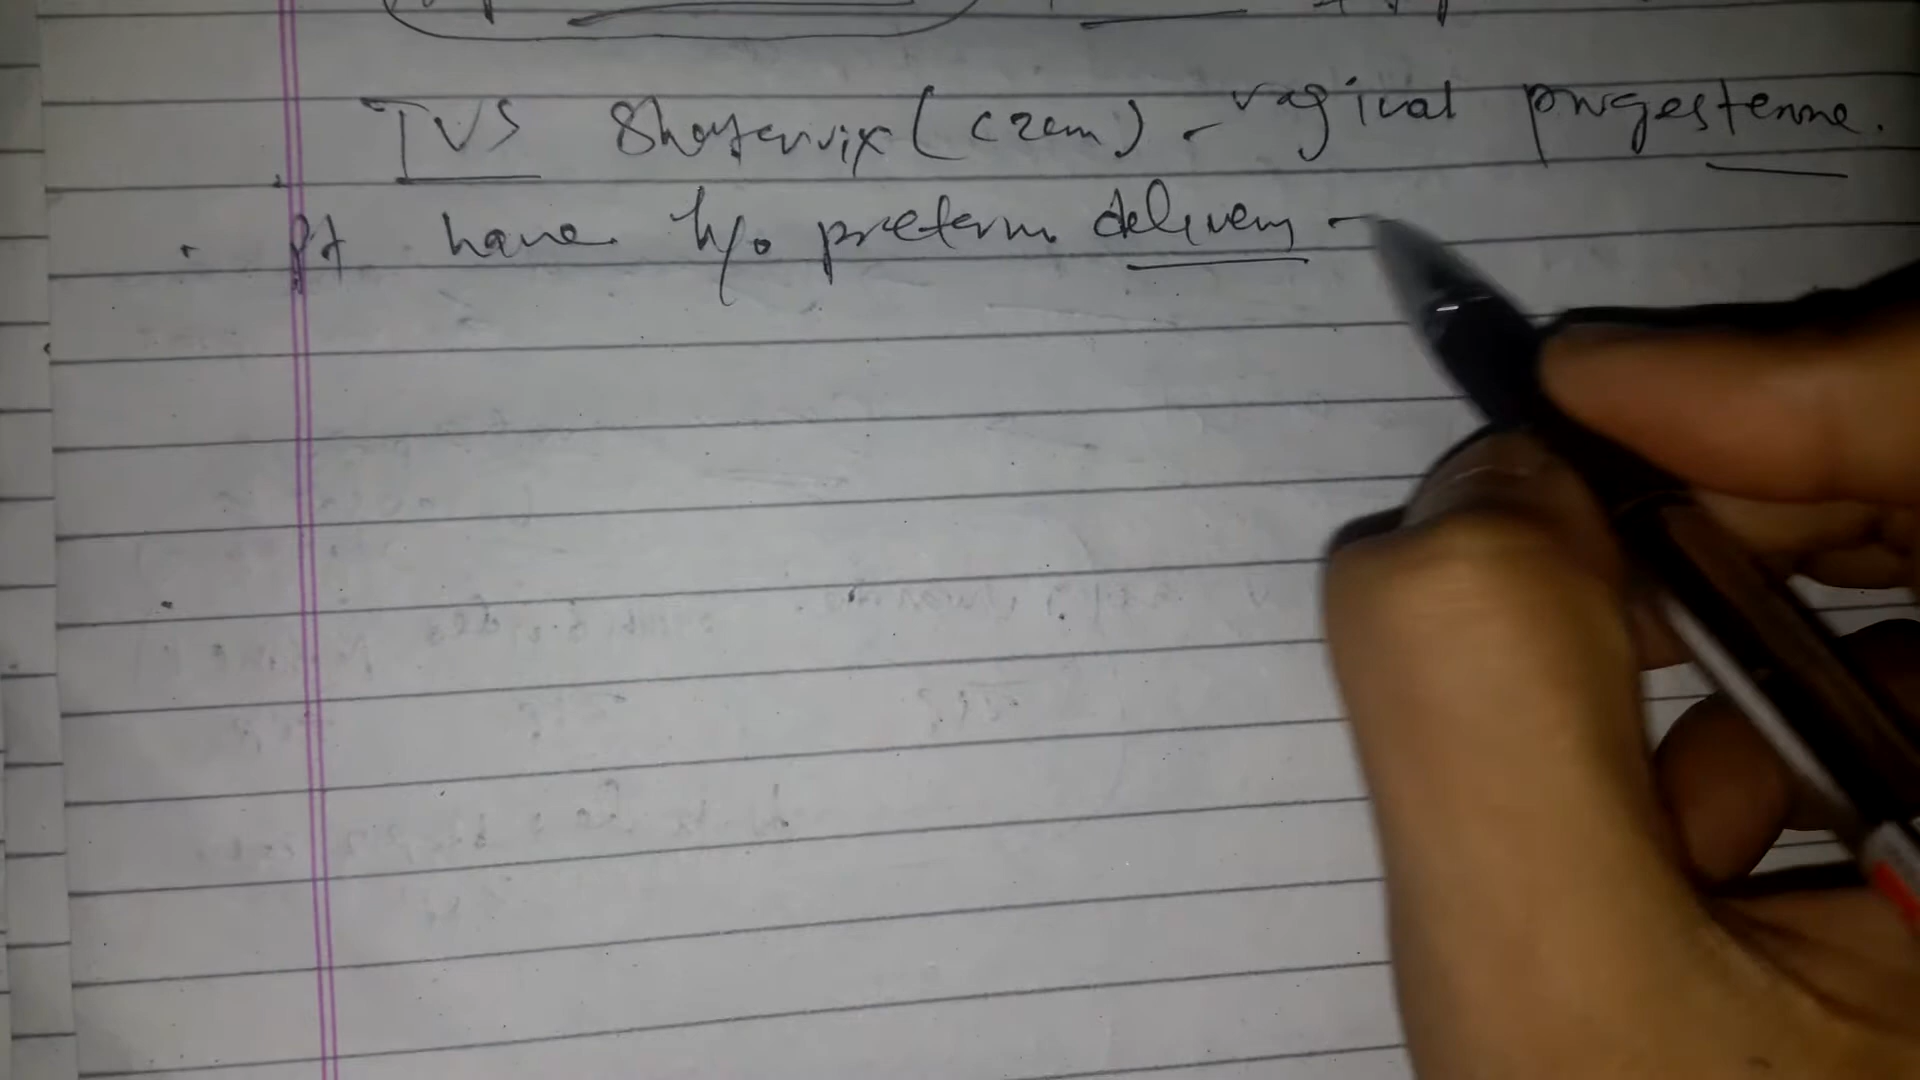 TVS Shortcervix (<2cm) - vaginal progesterone.
. Pt have h/o preterm delivery -